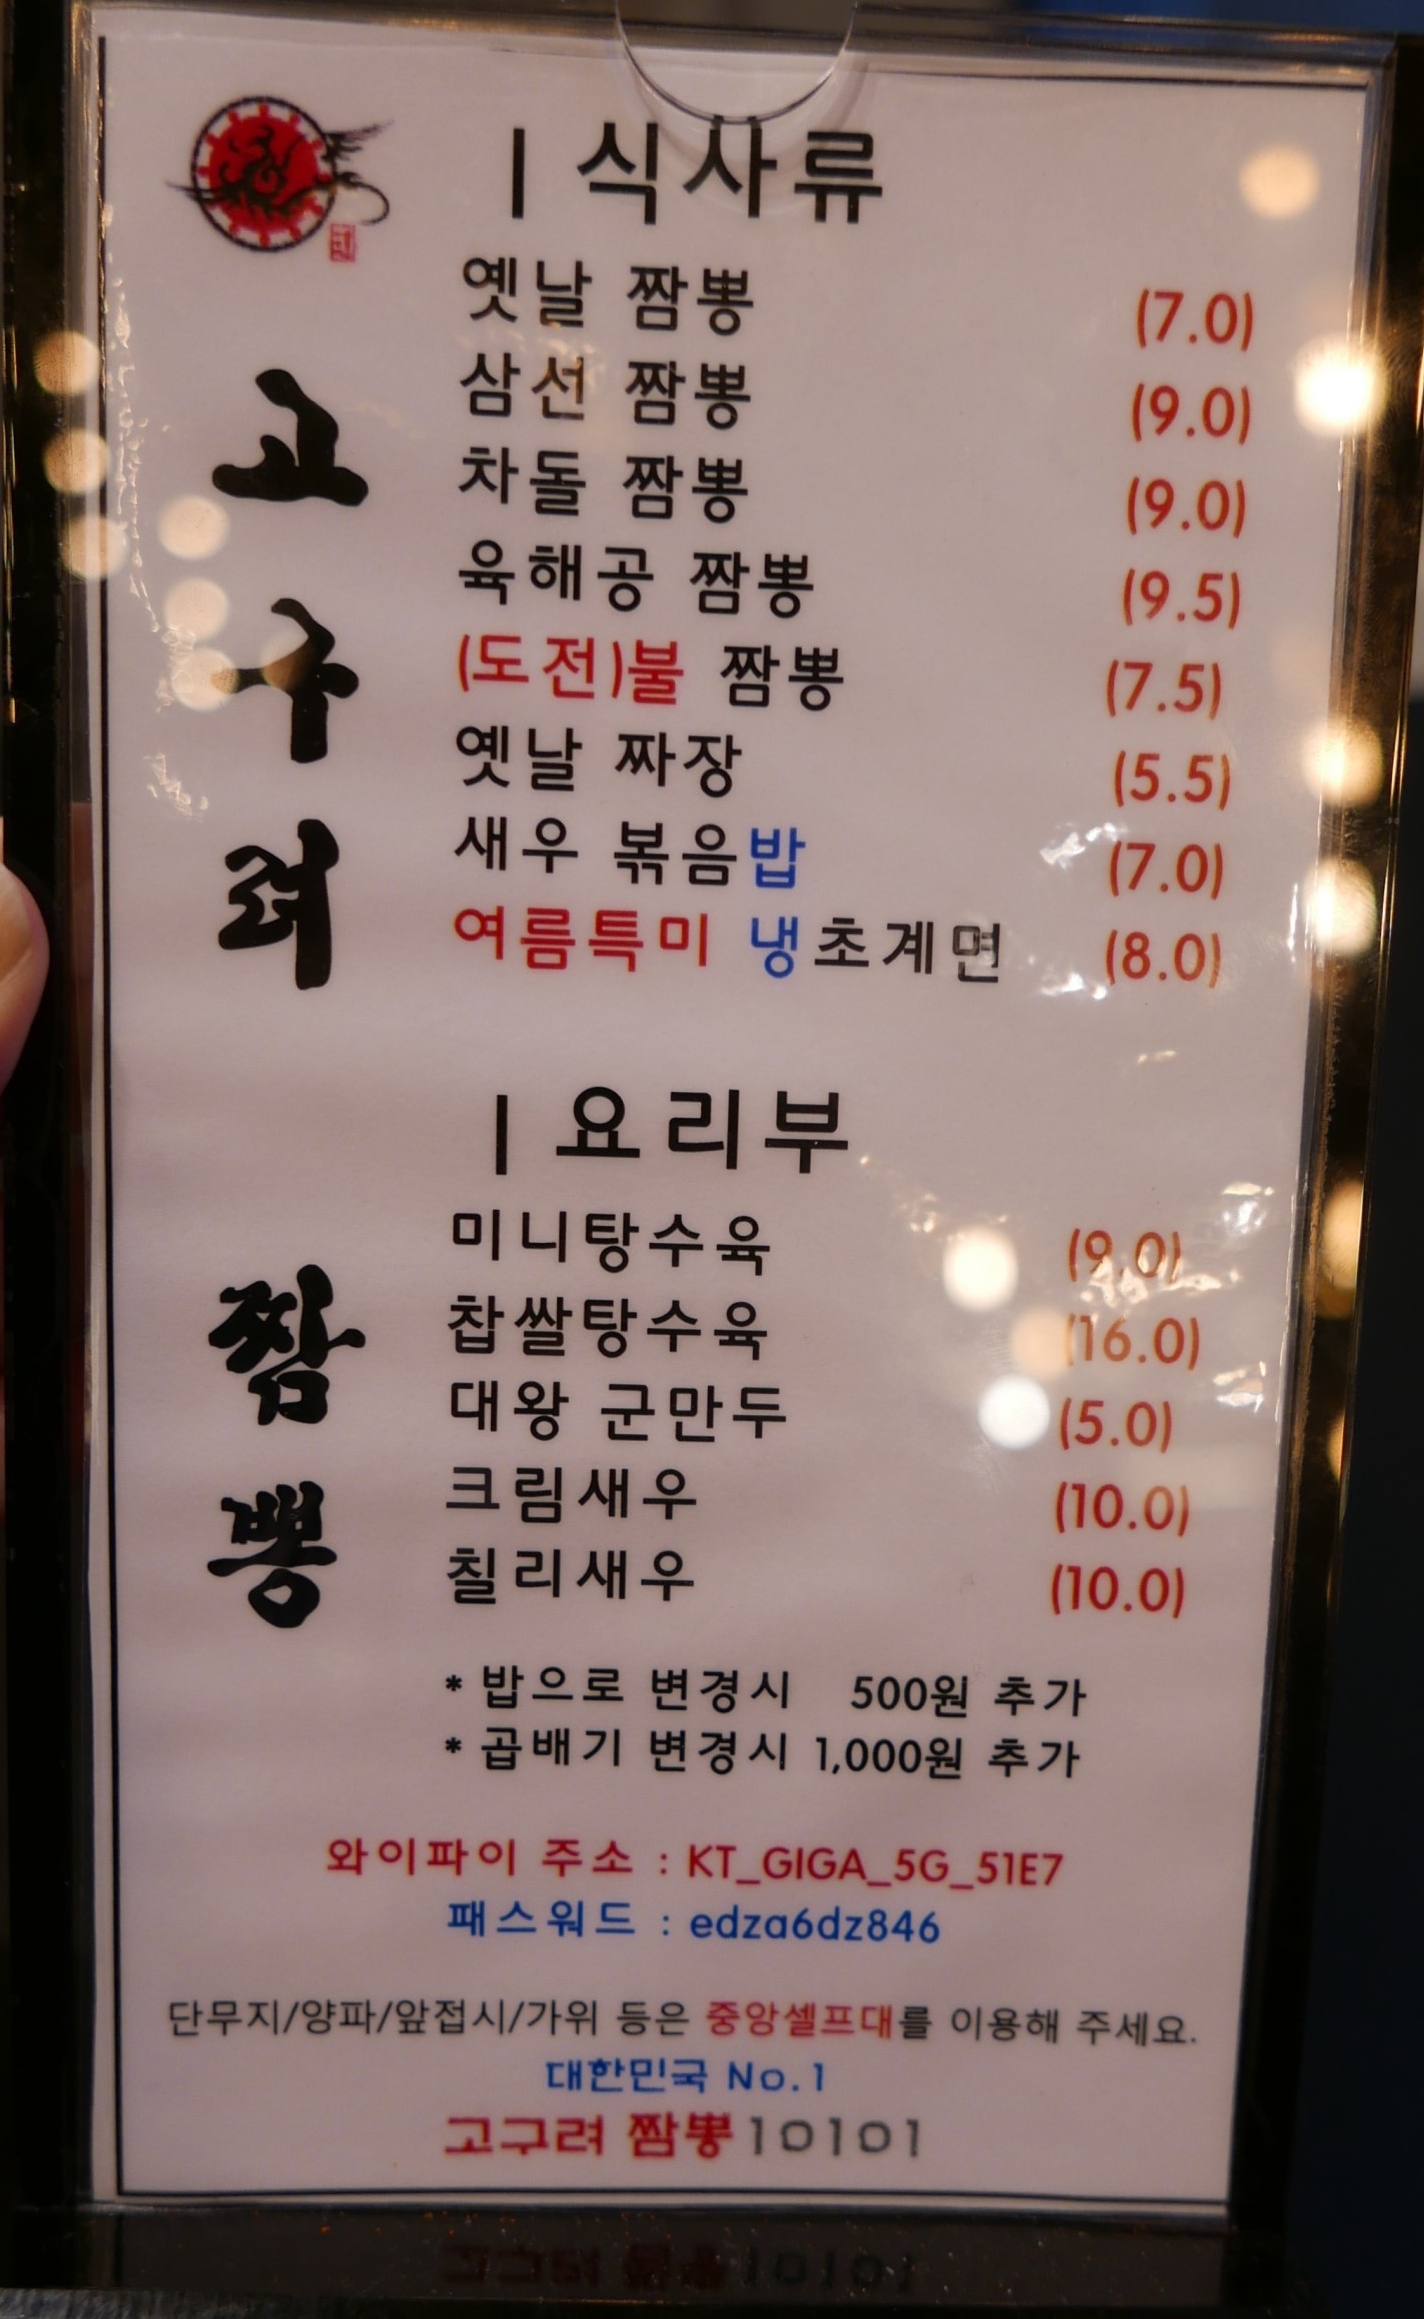 고구려 짬뽕
| 식사류
옛날 짬뽕 (7.0)
삼선 짬뽕 (9.0)
차돌 짬뽕 (9.0)
육해공 짬뽕 (9.5)
(도전)불 짬뽕 (7.5)
옛날 짜장 (5.5)
새우 볶음밥 (7.0)
여름특미 냉초계면 (8.0)
| 요리부
미니탕수육 (9.0)
찹쌀탕수육 (16.0)
대왕 군만두 (5.0)
크림새우 (10.0)
칠리새우 (10.0)
* 밥으로 변경시 500원 추가
* 곱배기 변경시 1,000원 추가
와이파이 주소 : KT_GIGA_5G_51E7
패스워드 : edza6dz846
단무지/양파/앞접시/가위 등은 중앙셀프대를 이용해 주세요.
대한민국 No.1
고구려 짬뽕10101